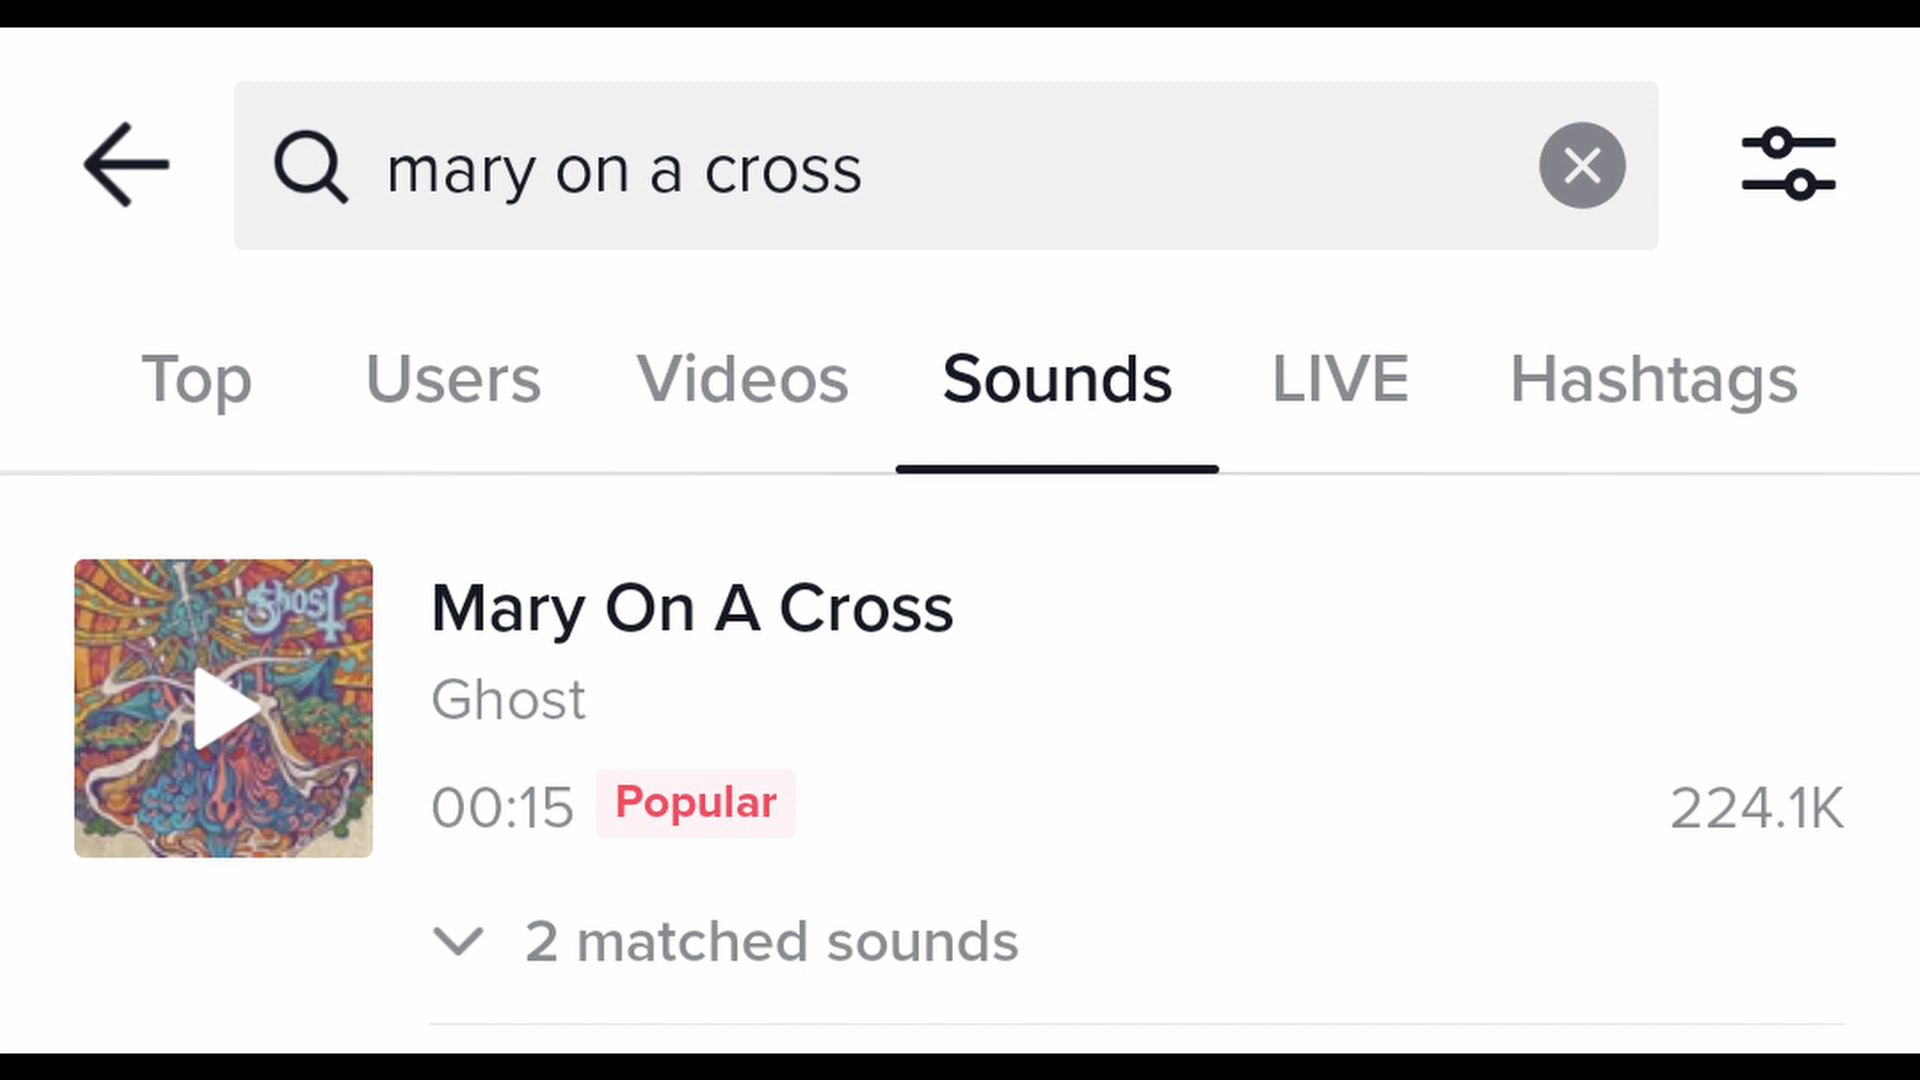 mary on a cross
Top Users Videos Sounds LIVE Hashtags
Ghost
Mary On A Cross
Ghost
00:15 Popular 224.1K
2 matched sounds